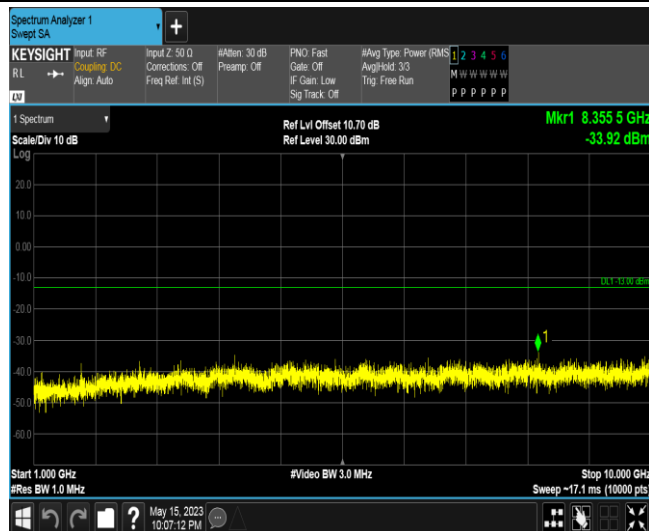 Spectrum Analyzer 1
Swept SA
+
KEYSIGHT
RL
LXI
Input: RF
Coupling: DC
Align: Auto
Input Z: 50 Ω
Corrections: Off
Freq Ref: Int (S)
#Atten: 30 dB
Preamp: Off
PNO: Fast
Gate: Off
IF Gain: Low
Sig Track: Off
#Avg Type: Power (RMS
Avg|Hold: 3/3
Trig: Free Run
1 2 3 4 5 6
M W W W W W
P P P P P P
1 Spectrum
Scale/Div 10 dB
Log
Ref Lvl Offset 10.70 dB
Ref Level 30.00 dBm
Mkr1 8.355 5 GHz
-33.92 dBm
20.0
10.0
0.00
-10.0
DL1 -13.00 dBm
-20.0
-30.0
1
-40.0
-50.0
-60.0
Start 1.000 GHz
#Res BW 1.0 MHz
#Video BW 3.0 MHz
Stop 10.000 GHz
Sweep ~17.1 ms (10000 pts)
?
May 15, 2023
10:07:12 PM